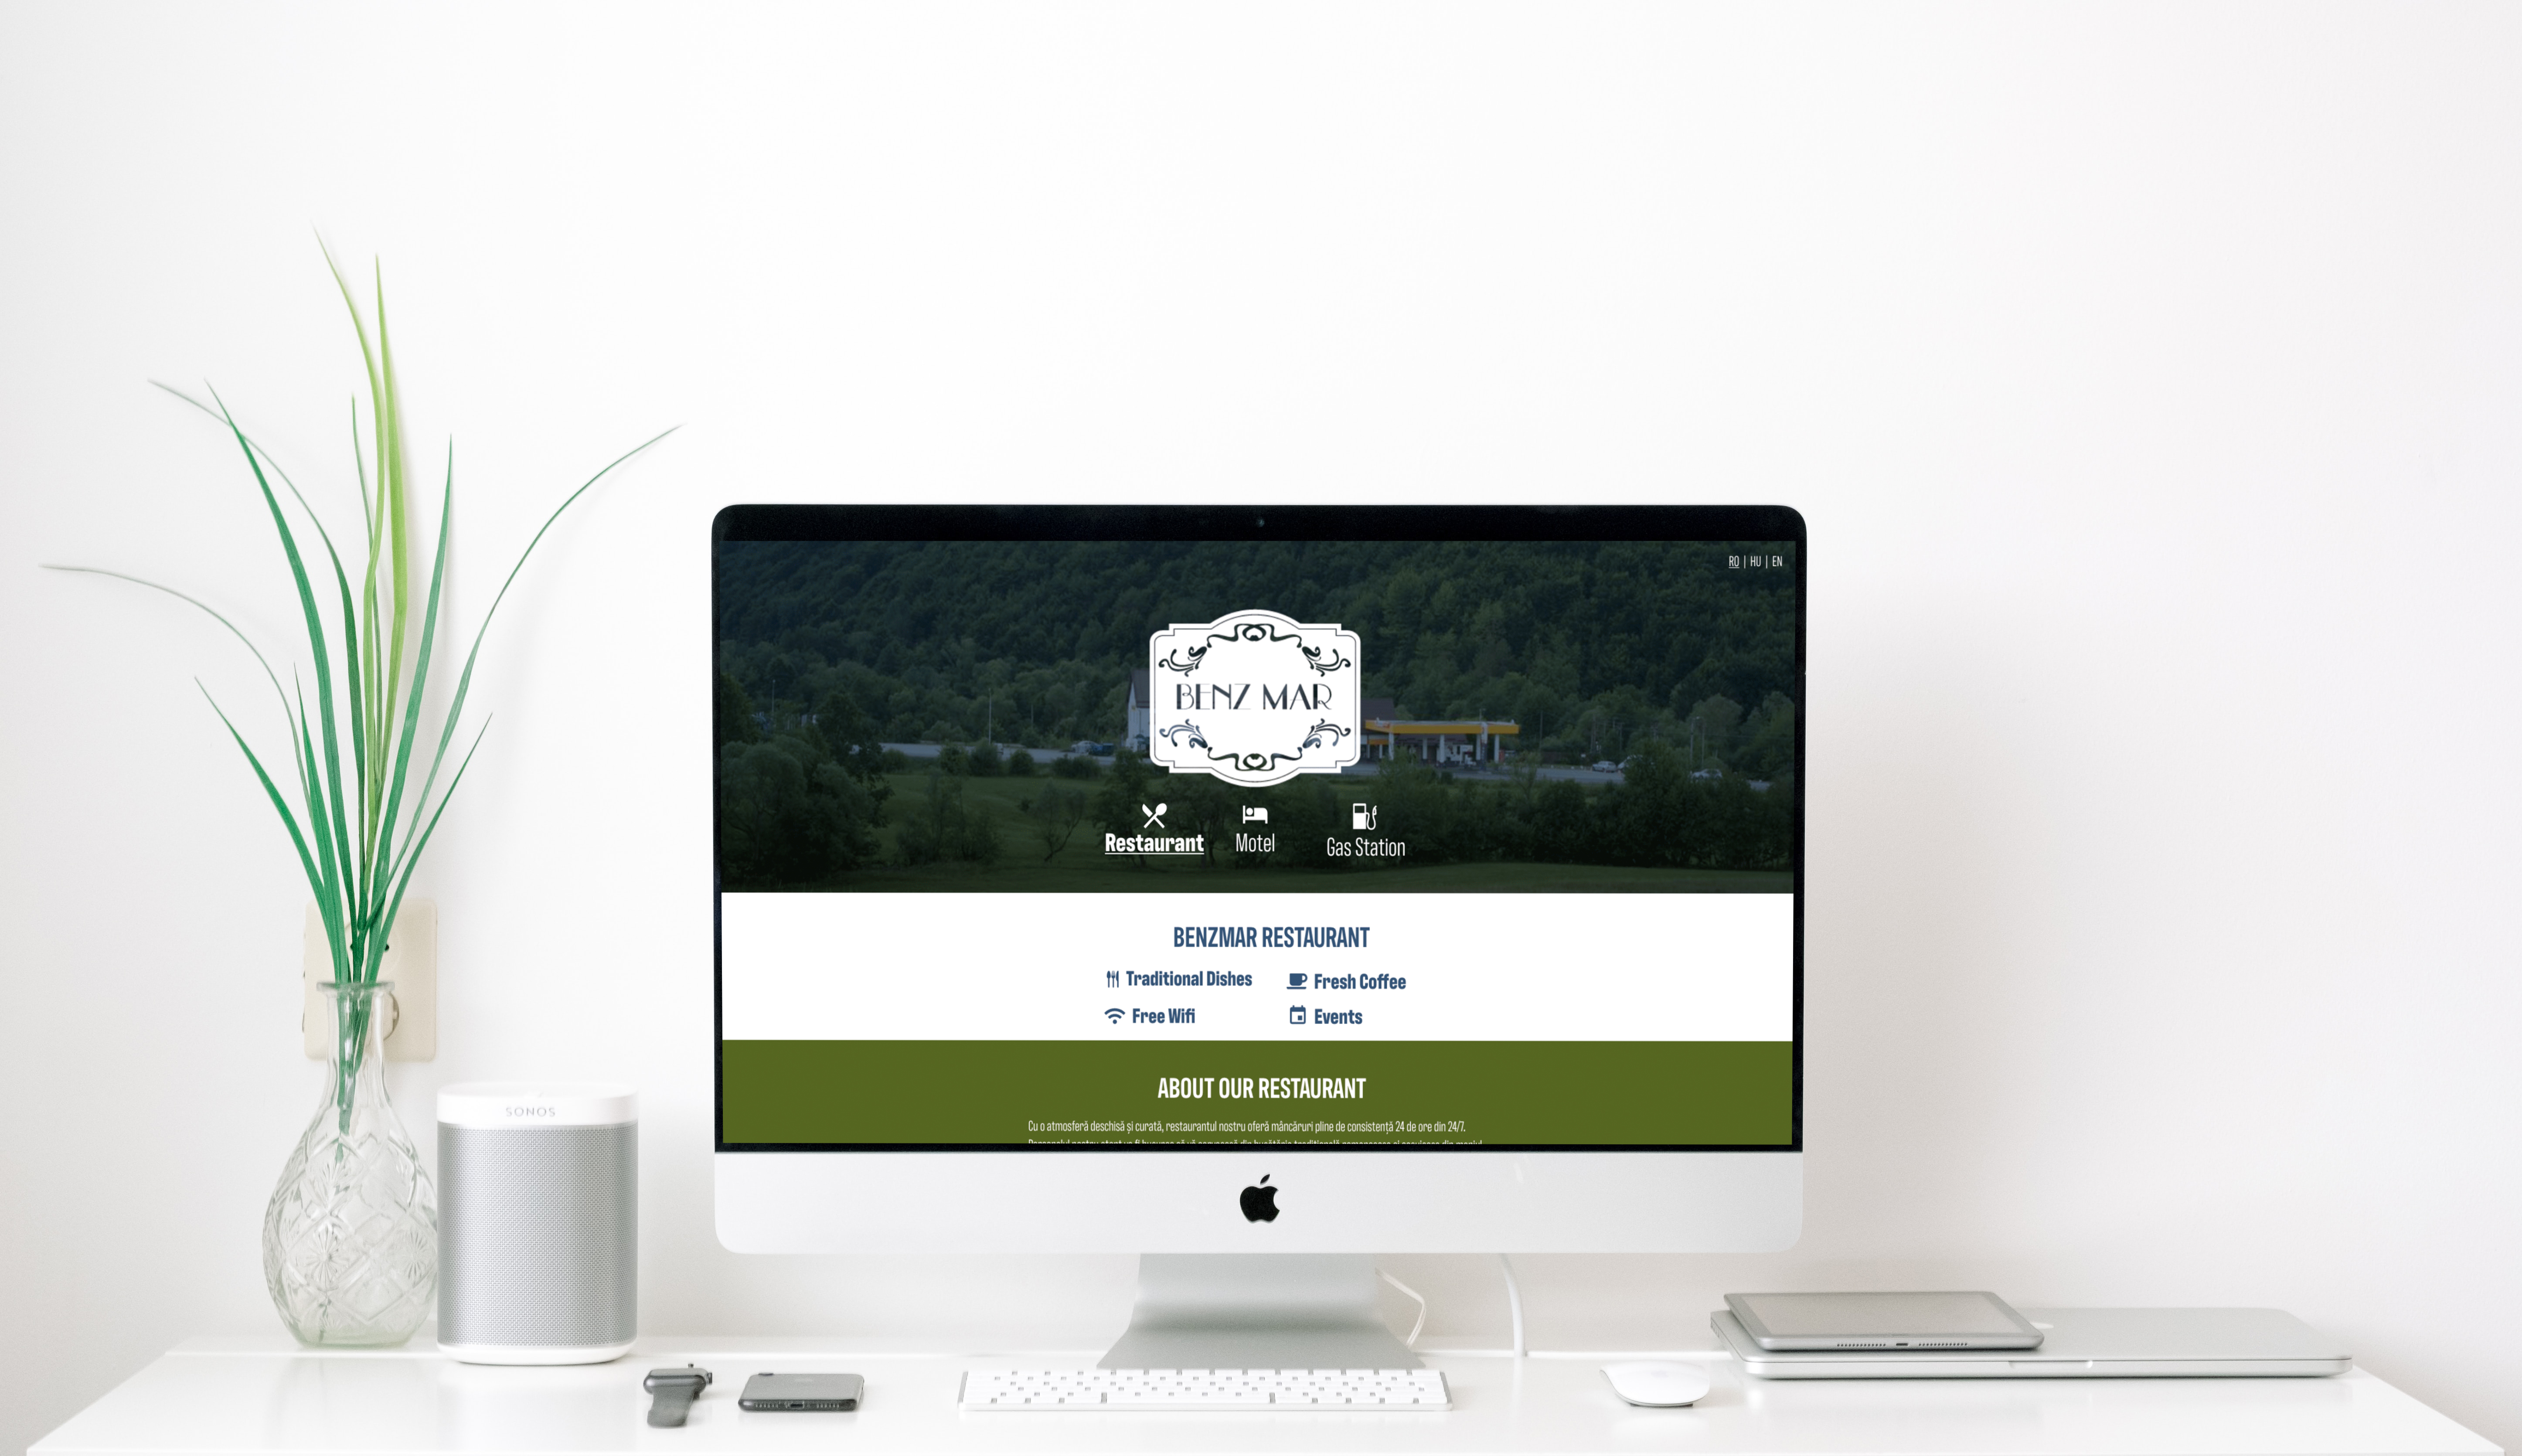 RO | HU | EN
BENZ MAR
Restaurant Motel Gas Station
BENZMAR RESTAURANT
Traditional Dishes Fresh Coffee
Free Wifi Events
ABOUT OUR RESTAURANT
Cu o atmosferă deschisă și curată, restaurantul nostru oferă mâncăruri pline de consistență 24 de ore din 24/7.
SONOS